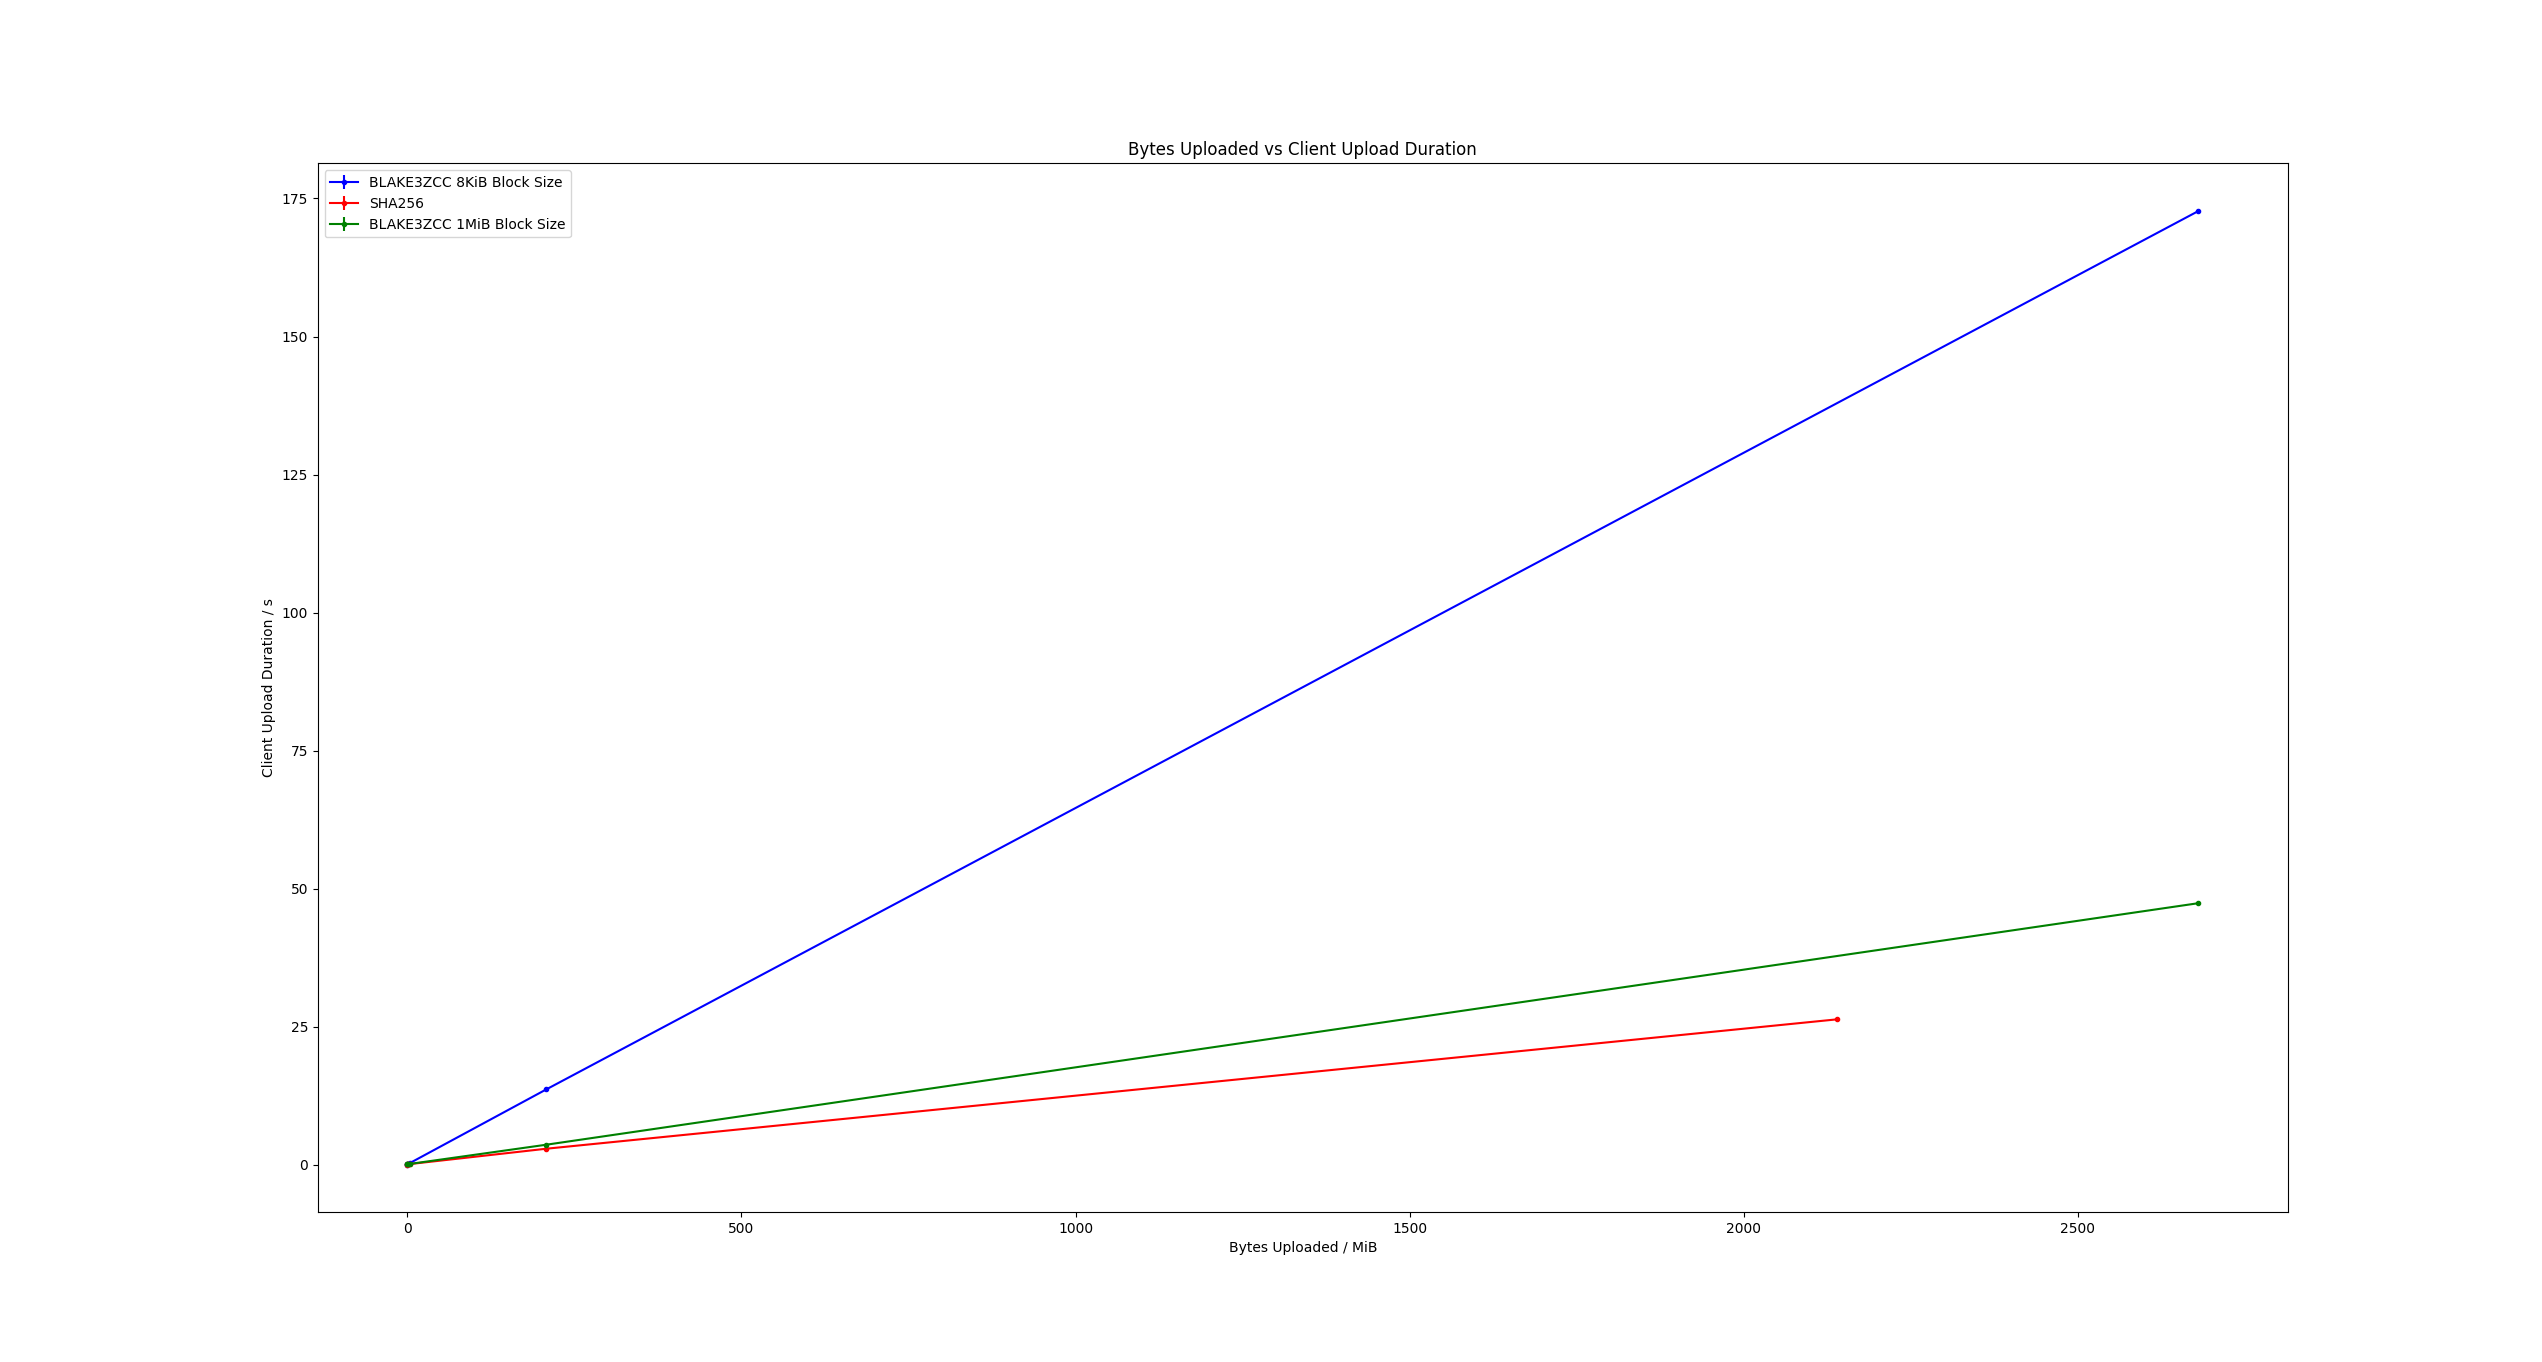 Bytes Uploaded vs Client Upload Duration
BLAKE3ZCC 8KiB Block Size
SHA256
BLAKE3ZCC 1MiB Block Size
175
150
125
100
75
50
25
0
Client Upload Duration / s
0 500 1000 1500 2000 2500
Bytes Uploaded / MiB